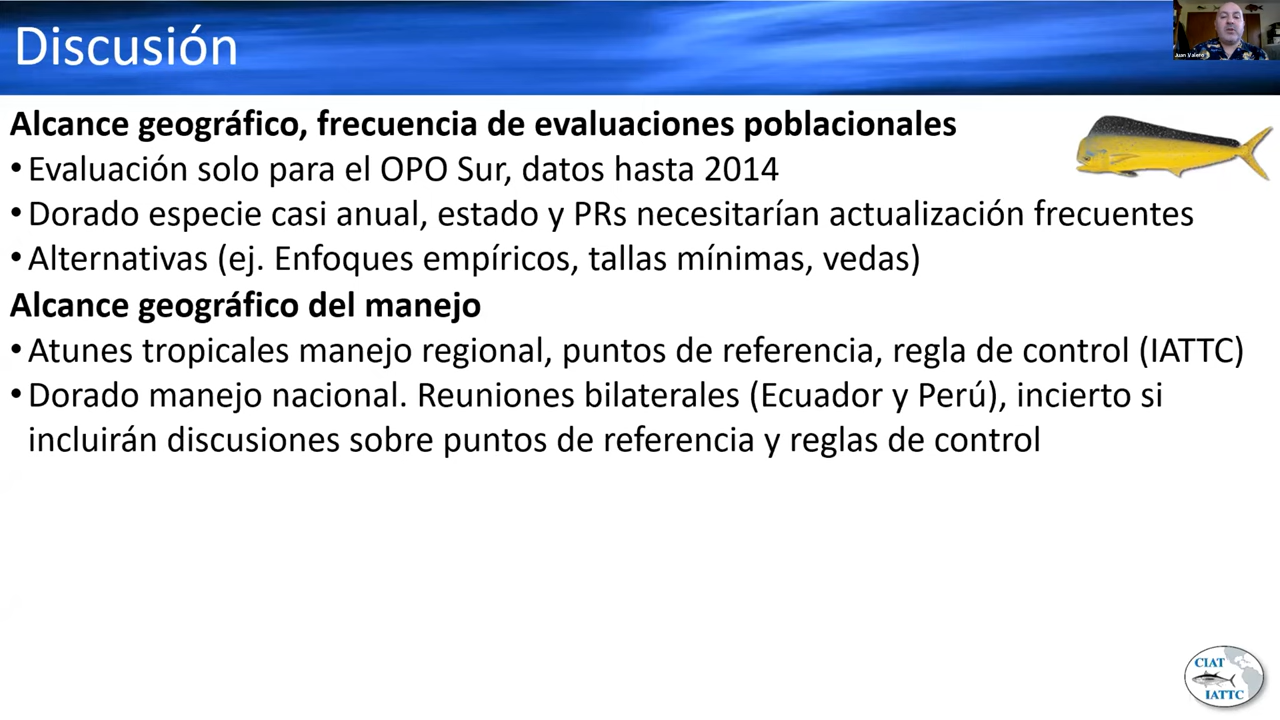 Discusión
Juan Valero
Alcance geográfico, frecuencia de evaluaciones poblacionales
• Evaluación solo para el OPO Sur, datos hasta 2014
• Dorado especie casi anual, estado y PRs necesitarían actualización frecuentes
• Alternativas (ej. Enfoques empíricos, tallas mínimas, vedas)
Alcance geográfico del manejo
• Atunes tropicales manejo regional, puntos de referencia, regla de control (IATTC)
• Dorado manejo nacional. Reuniones bilaterales (Ecuador y Perú), incierto si
incluirán discusiones sobre puntos de referencia y reglas de control
CIAT
IATTC